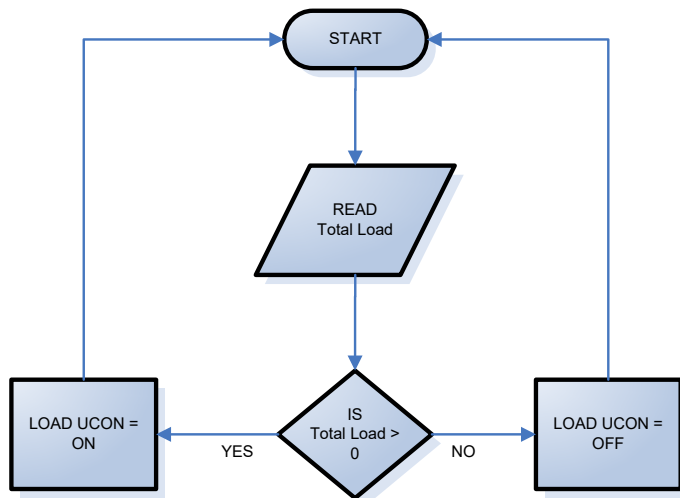 START
READ
Total Load
IS
Total Load >
0
LOAD UCON =
ON
YES
NO
LOAD UCON =
OFF